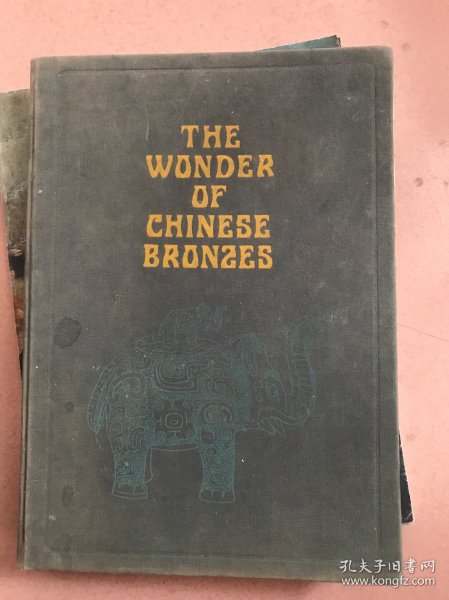 THE
WONDER
OF
CHINESE
BRONZES
孔夫子旧书网
www.kongfz.com